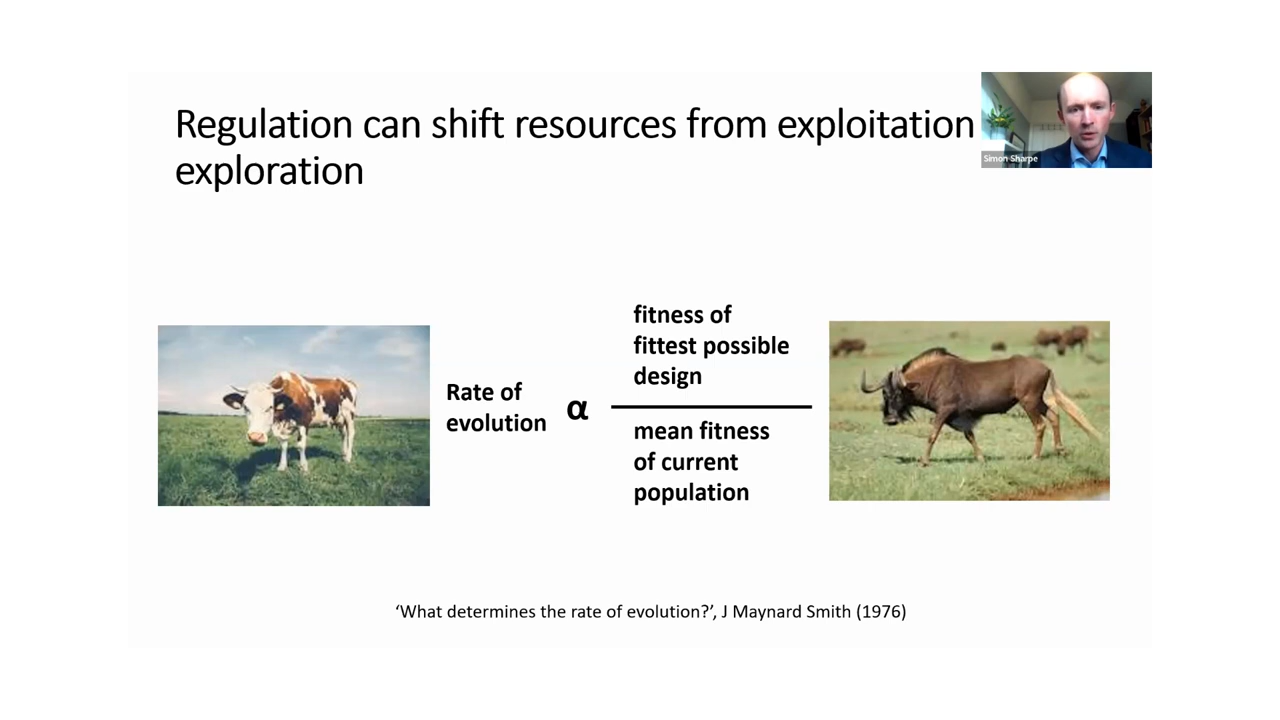 Regulation can shift resources from exploitation
exploration
Simon Sharpe
fitness of
fittest possible
design
Rate of
evolution
α
mean fitness
of current
population
‘What determines the rate of evolution?’, J Maynard Smith (1976)